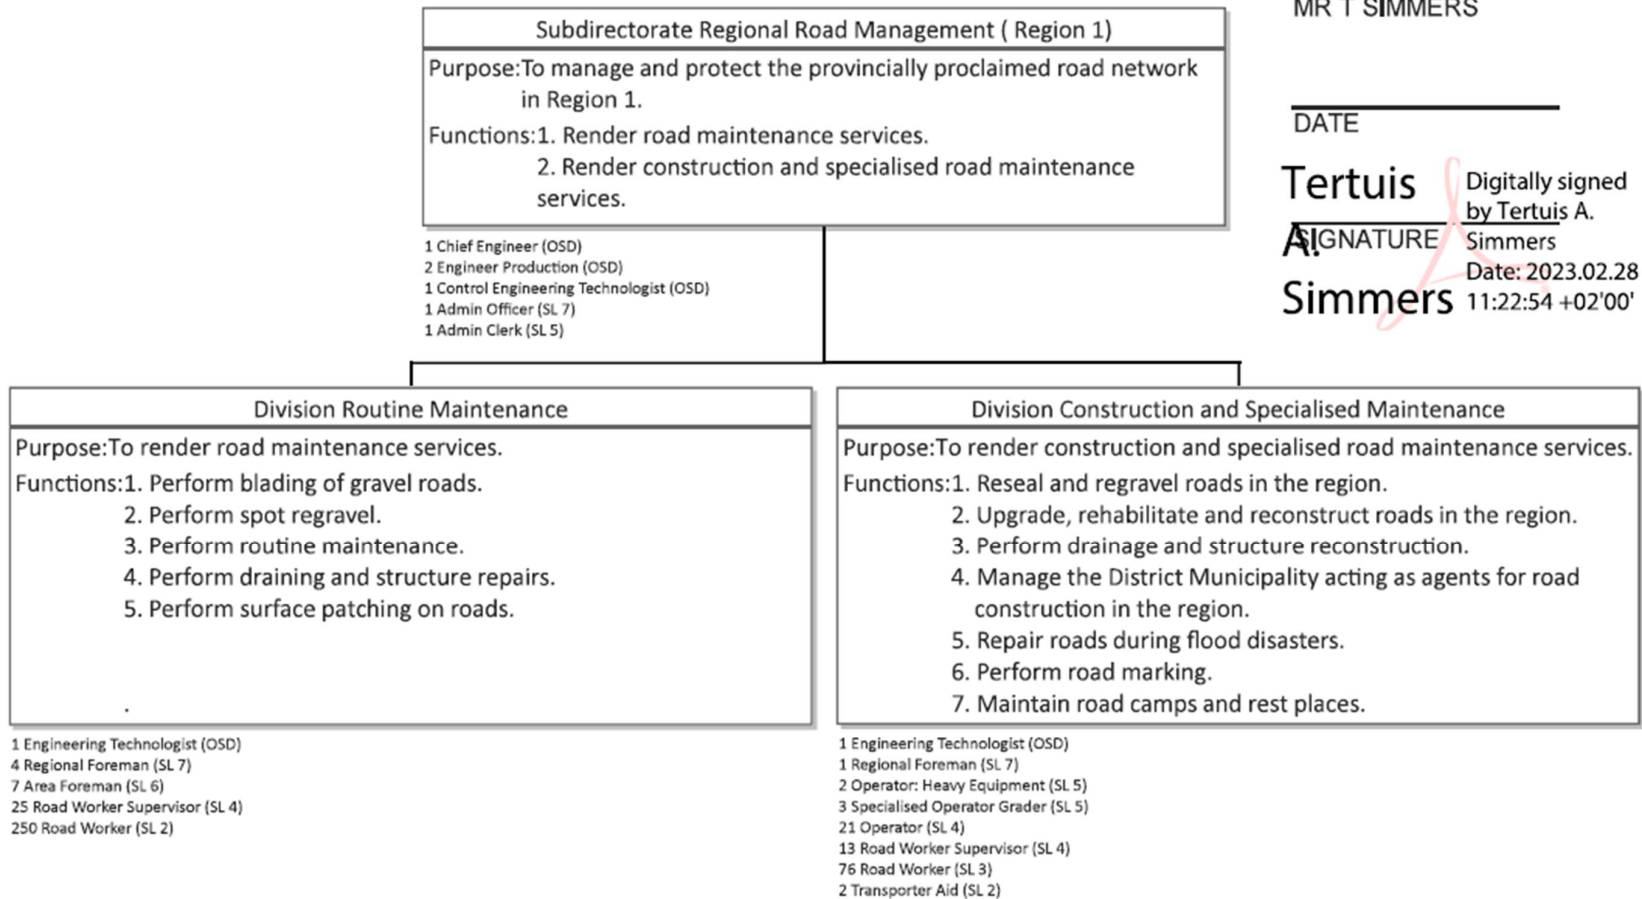 MR T SIMMERS
Subdirectorate Regional Road Management ( Region 1)
Purpose:To manage and protect the provincially proclaimed road network
in Region 1.
Functions:1. Render road maintenance services.
2. Render construction and specialised road maintenance
services.
DATE
Tertuis
A.
Simmers
SIGNATURE
Digitally signed
by Tertuis A.
Simmers
Date: 2023.02.28
11:22:54 +02'00'
1 Chief Engineer (OSD)
2 Engineer Production (OSD)
1 Control Engineering Technologist (OSD)
1 Admin Officer (SL 7)
1 Admin Clerk (SL 5)
Division Routine Maintenance
Purpose:To render road maintenance services.
Functions:1. Perform blading of gravel roads.
2. Perform spot regravel.
3. Perform routine maintenance.
4. Perform draining and structure repairs.
5. Perform surface patching on roads.
.
1 Engineering Technologist (OSD)
4 Regional Foreman (SL 7)
7 Area Foreman (SL 6)
25 Road Worker Supervisor (SL 4)
250 Road Worker (SL 2)
Division Construction and Specialised Maintenance
Purpose:To render construction and specialised road maintenance services.
Functions:1. Reseal and regravel roads in the region.
2. Upgrade, rehabilitate and reconstruct roads in the region.
3. Perform drainage and structure reconstruction.
4. Manage the District Municipality acting as agents for road
construction in the region.
5. Repair roads during flood disasters.
6. Perform road marking.
7. Maintain road camps and rest places.
1 Engineering Technologist (OSD)
1 Regional Foreman (SL 7)
2 Operator: Heavy Equipment (SL 5)
3 Specialised Operator Grader (SL 5)
21 Operator (SL 4)
13 Road Worker Supervisor (SL 4)
76 Road Worker (SL 3)
2 Transporter Aid (SL 2)